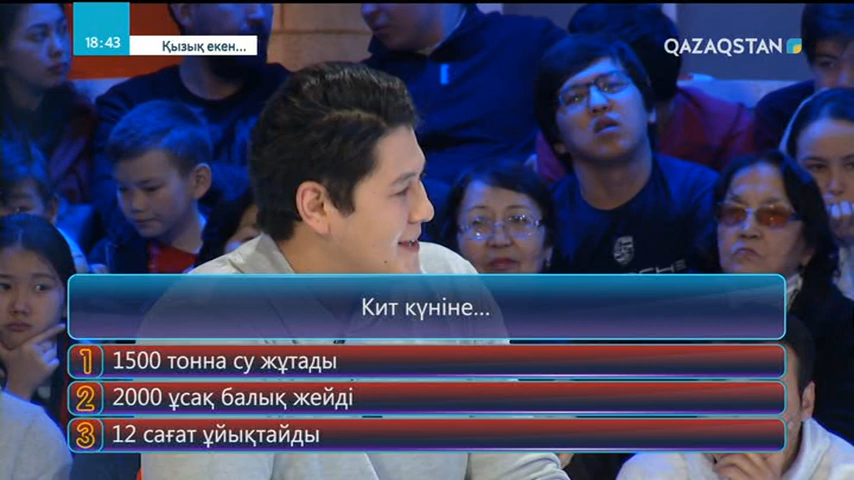 18:43
Қызық екен...
QAZAQSTAN
PORSCHE
Кит күніне...
1 1500 тонна су жұтады
2 2000 ұсақ балық жейді
3 12 сағат ұйықтайды